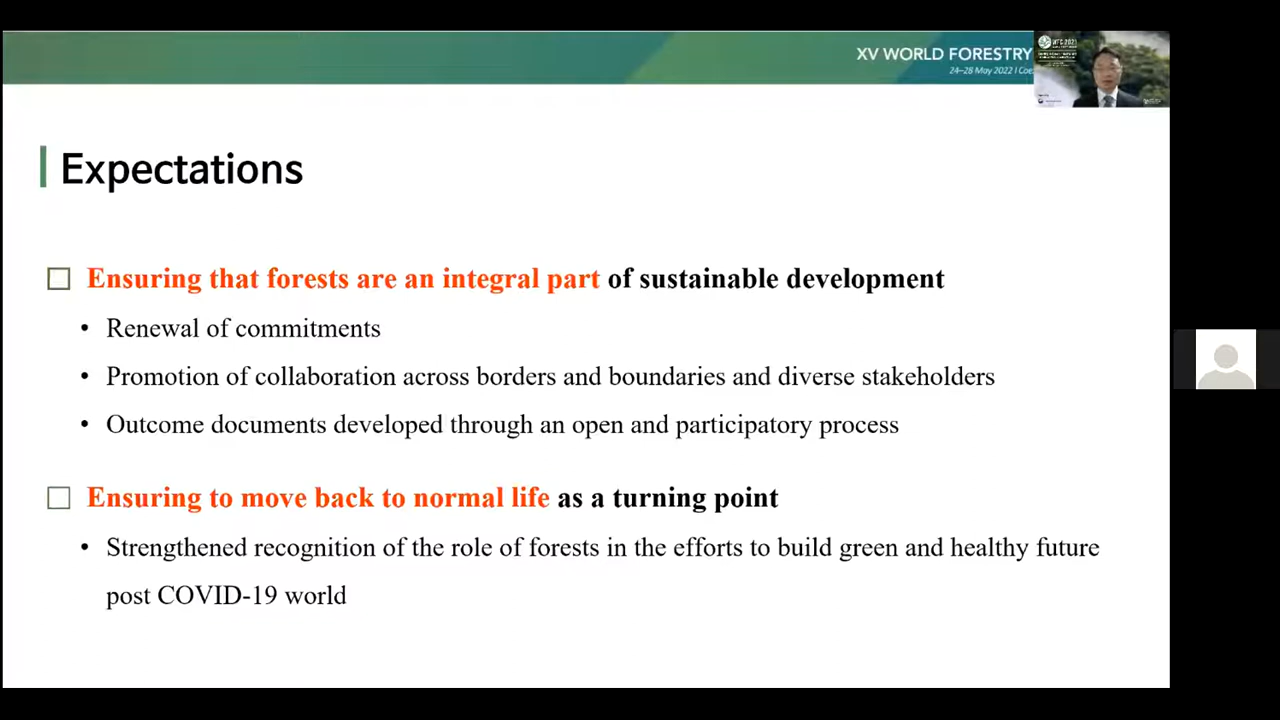 XV WORLD FORESTRY
24–28 May 2022 | Coe
WFC 2021
Expectations
Ensuring that forests are an integral part of sustainable development
• Renewal of commitments
• Promotion of collaboration across borders and boundaries and diverse stakeholders
• Outcome documents developed through an open and participatory process
Ensuring to move back to normal life as a turning point
• Strengthened recognition of the role of forests in the efforts to build green and healthy future
post COVID-19 world